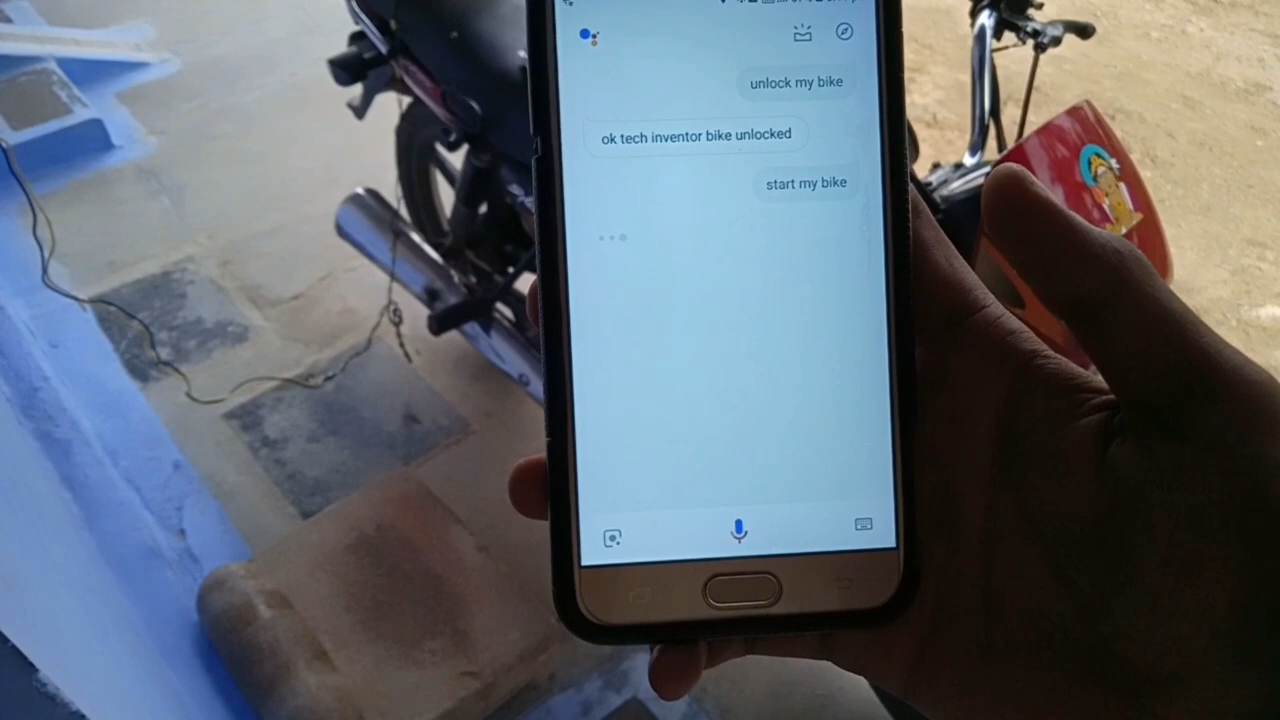 unlock my bike
ok tech inventor bike unlocked
start my bike